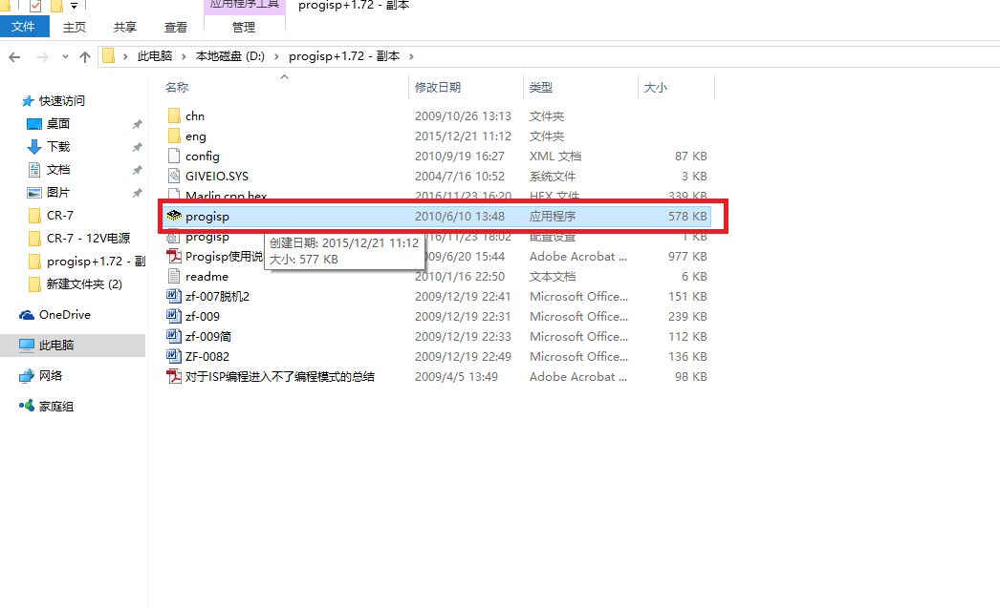 应用程序工具 progisp+1.72 - 副本
文件 主页 共享 查看 管理
此电脑 本地磁盘 (D:) progisp+1.72 - 副本
名称 修改日期 类型 大小
快速访问
桌面
下载
文档
图片
CR-7
CR-7 - 12V电源
progisp+1.72 - 副
新建文件夹 (2)
OneDrive
此电脑
网络
家庭组
chn 2009/10/26 13:13 文件夹
eng 2015/12/21 11:12 文件夹
config 2010/9/19 16:27 XML 文档 87 KB
GIVEIO.SYS 2004/7/16 10:52 系统文件 3 KB
Marlin.cpp.hex 2016/11/23 16:20 HEX 文件 339 KB
progisp 2010/6/10 13:48 应用程序 578 KB
progisp 016/11/23 18:02 配置设置 1 KB
创建日期: 2015/12/21 11:12
大小: 577 KB
Progisp使用说 009/6/20 15:44 Adobe Acrobat ... 977 KB
readme 2010/1/16 22:50 文本文档 6 KB
zf-007脱机2 2009/12/19 22:41 Microsoft Office... 151 KB
zf-009 2009/12/19 22:31 Microsoft Office... 239 KB
zf-009简 2009/12/19 22:33 Microsoft Office... 112 KB
ZF-0082 2009/12/19 22:49 Microsoft Office... 136 KB
对于ISP编程进入不了编程模式的总结 2009/4/5 13:49 Adobe Acrobat ... 98 KB